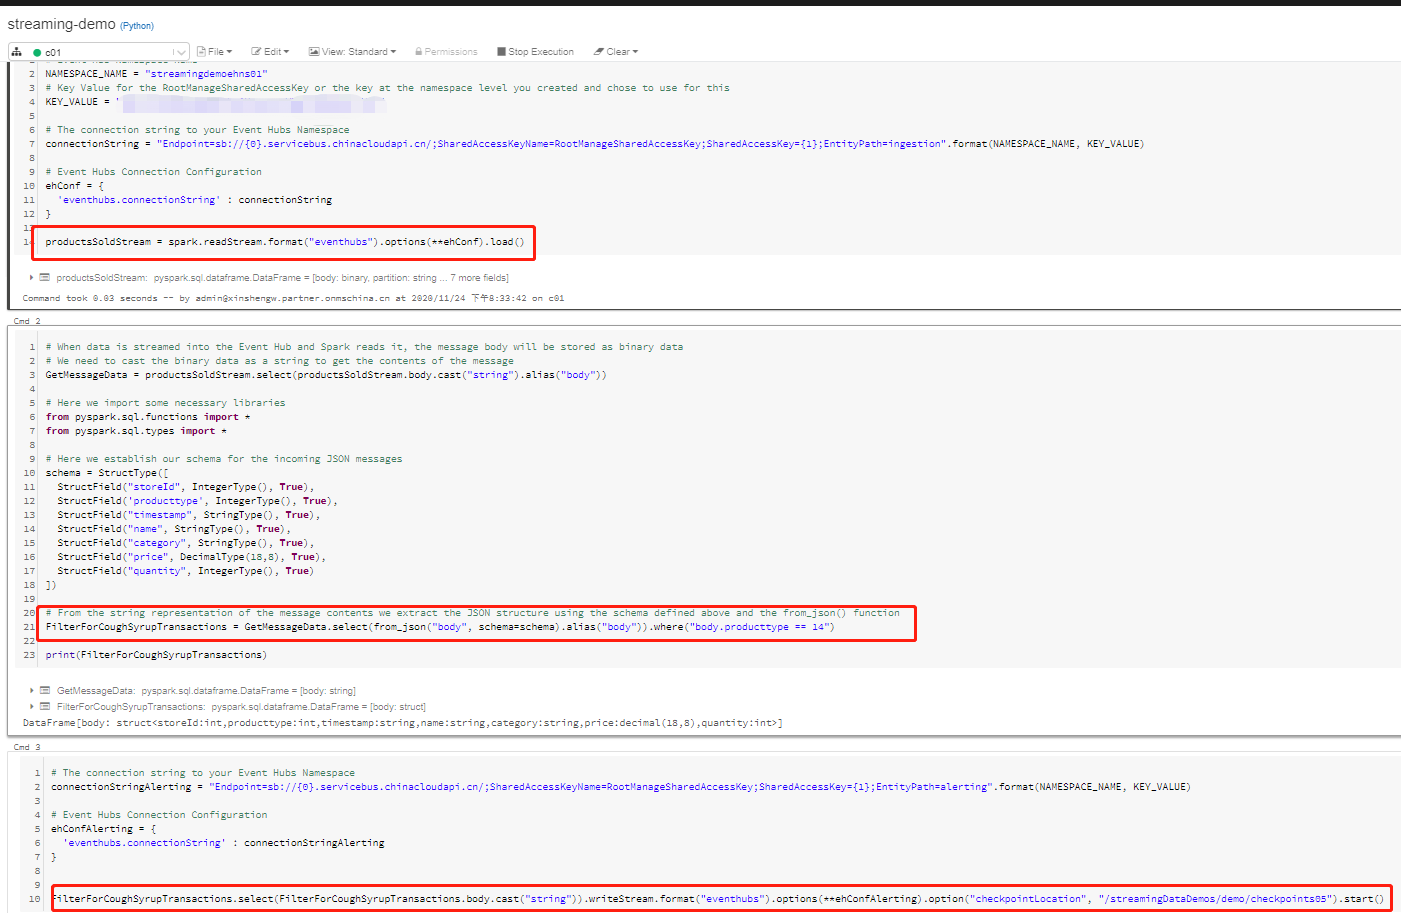 streaming-demo (Python)
c01 File Edit View: Standard Permissions Stop Execution Clear
2 NAMESPACE_NAME = "streamingdemoehns01"
3 # Key Value for the RootManageSharedAccessKey or the key at the namespace level you created and chose to use for this
4 KEY_VALUE = '
5
6 # The connection string to your Event Hubs Namespace
7 connectionString = "Endpoint=sb://{0}.servicebus.chinacloudapi.cn/;SharedAccessKeyName=RootManageSharedAccessKey;SharedAccessKey={1};EntityPath=ingestion".format(NAMESPACE_NAME, KEY_VALUE)
8
9 # Event Hubs Connection Configuration
10 ehConf = {
11 'eventhubs.connectionString' : connectionString
12 }
13
14 productsSoldStream = spark.readStream.format("eventhubs").options(**ehConf).load()
productsSoldStream: pyspark.sql.dataframe.DataFrame = [body: binary, partition: string ... 7 more fields]
Command took 0.03 seconds -- by admin@xinshengw.partner.onmschina.cn at 2020/11/24 下午8:33:42 on c01
Cmd 2
1 # When data is streamed into the Event Hub and Spark reads it, the message body will be stored as binary data
2 # We need to cast the binary data as a string to get the contents of the message
3 GetMessageData = productsSoldStream.select(productsSoldStream.body.cast("string").alias("body"))
4
5 # Here we import some necessary libraries
6 from pyspark.sql.functions import *
7 from pyspark.sql.types import *
8
9 # Here we establish our schema for the incoming JSON messages
10 schema = StructType([
11 StructField("storeId", IntegerType(), True),
12 StructField('producttype', IntegerType(), True),
13 StructField("timestamp", StringType(), True),
14 StructField("name", StringType(), True),
15 StructField("category", StringType(), True),
16 StructField("price", DecimalType(18,8), True),
17 StructField("quantity", IntegerType(), True)
18 ])
19
20 # From the string representation of the message contents we extract the JSON structure using the schema defined above and the from_json() function
21 FilterForCoughSyrupTransactions = GetMessageData.select(from_json("body", schema=schema).alias("body")).where("body.producttype == 14")
22
23 print(FilterForCoughSyrupTransactions)
GetMessageData: pyspark.sql.dataframe.DataFrame = [body: string]
FilterForCoughSyrupTransactions: pyspark.sql.dataframe.DataFrame = [body: struct]
DataFrame[body: struct<storeId:int,producttype:int,timestamp:string,name:string,category:string,price:decimal(18,8),quantity:int>]
Cmd 3
1 # The connection string to your Event Hubs Namespace
2 connectionStringAlerting = "Endpoint=sb://{0}.servicebus.chinacloudapi.cn/;SharedAccessKeyName=RootManageSharedAccessKey;SharedAccessKey={1};EntityPath=alerting".format(NAMESPACE_NAME, KEY_VALUE)
3
4 # Event Hubs Connection Configuration
5 ehConfAlerting = {
6 'eventhubs.connectionString' : connectionStringAlerting
7 }
8
9
10 FilterForCoughSyrupTransactions.select(FilterForCoughSyrupTransactions.body.cast("string")).writeStream.format("eventhubs").options(**ehConfAlerting).option("checkpointLocation", "/streamingDataDemos/demo/checkpoints05").start()